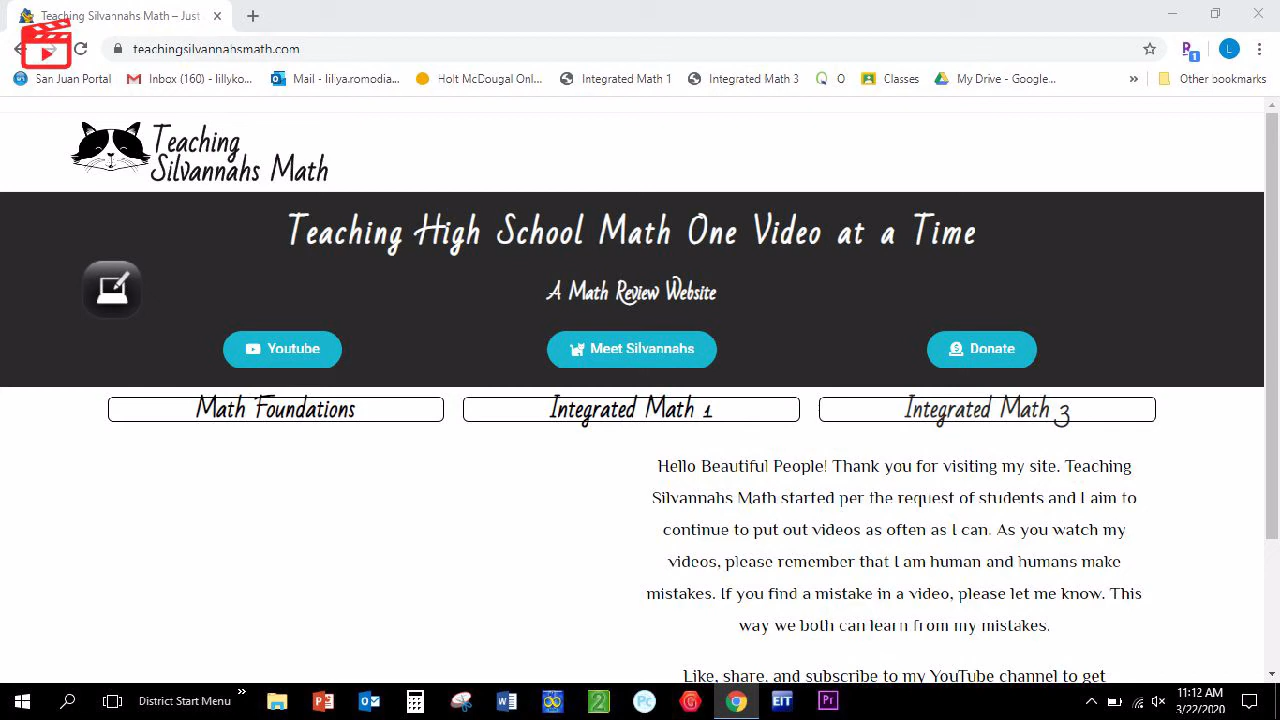 Teaching Silvannahs Math – Just
teachingsilvannahsmath.com
San Juan Portal
Inbox (160) - lillyko...
Mail - lilya.romodia...
Holt McDougal Onl...
Integrated Math 1
Integrated Math 3
Classes
My Drive - Google...
Other bookmarks
L
1
Teaching
Silvannahs Math
Teaching High School Math One Video at a Time
A Math Review Website
Youtube
Meet Silvannahs
Donate
Math Foundations
Integrated Math 1
Integrated Math 3
Hello Beautiful People! Thank you for visiting my site. Teaching
Silvannahs Math started per the request of students and I aim to
continue to put out videos as often as I can. As you watch my
videos, please remember that I am human and humans make
mistakes. If you find a mistake in a video, please let me know. This
way we both can learn from my mistakes.
Like, share, and subscribe to my YouTube channel to get
District Start Menu
EiT
Pr
11:12 AM
3/22/2020